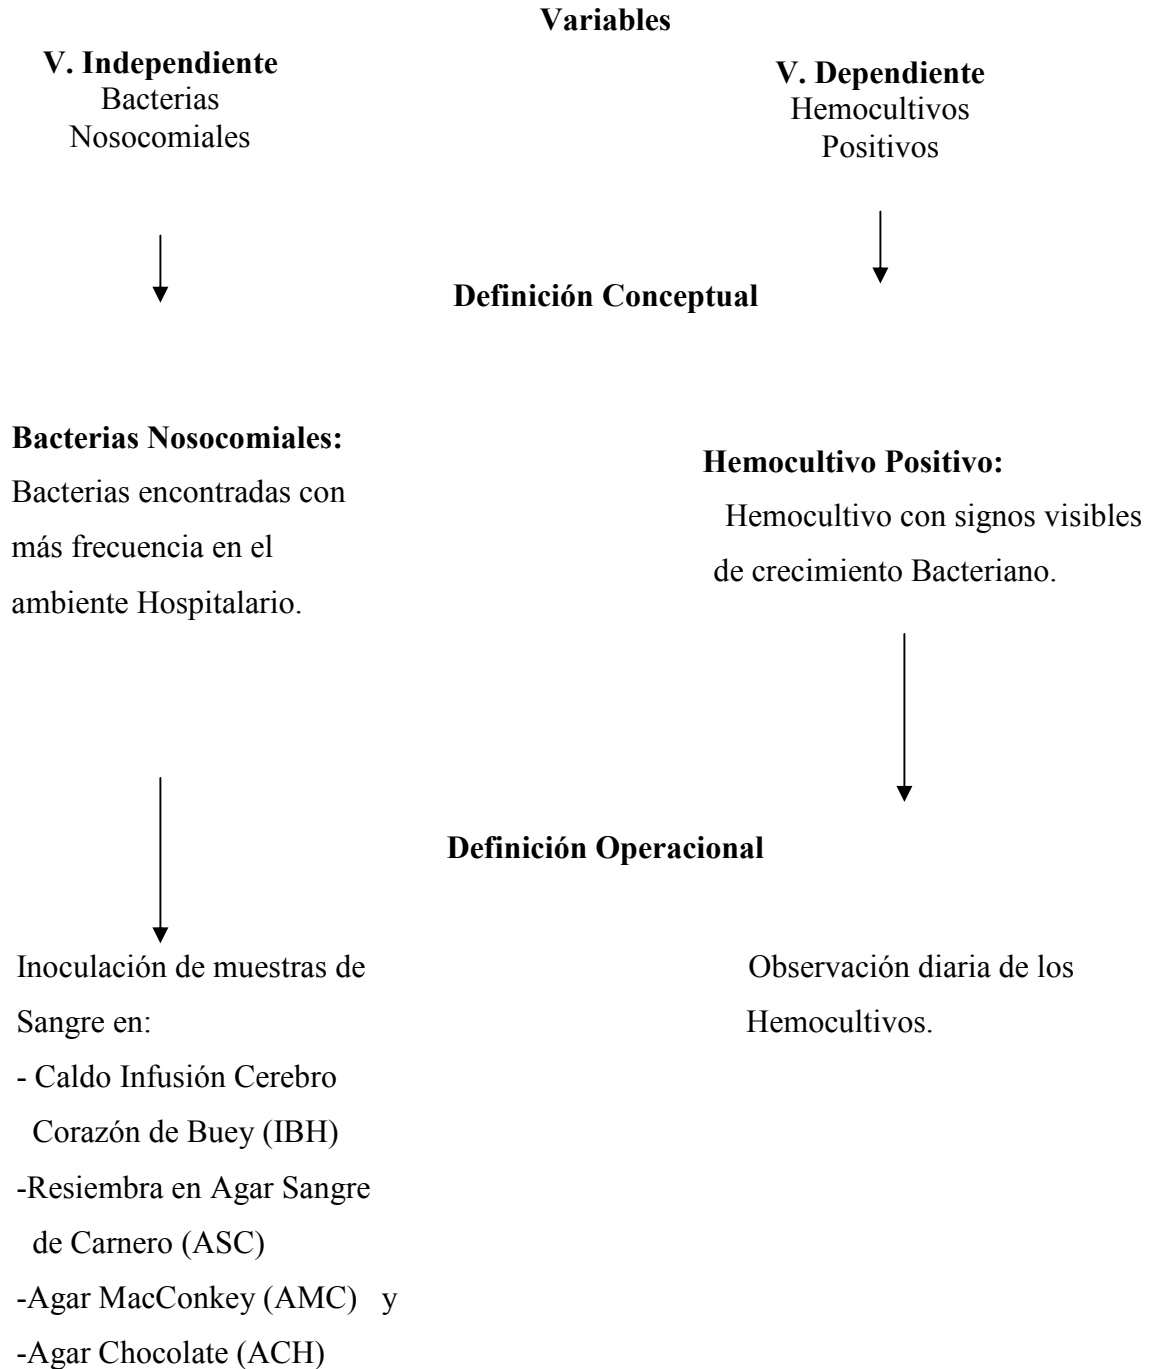 Variables
V. Independiente
Bacterias
Nosocomiales
V. Dependiente
Hemocultivos
Positivos
Definición Conceptual
Bacterias Nosocomiales:
Bacterias encontradas con
más frecuencia en el
ambiente Hospitalario.
Hemocultivo Positivo:
Hemocultivo con signos visibles
de crecimiento Bacteriano.
Definición Operacional
Inoculación de muestras de
Sangre en:
- Caldo Infusión Cerebro
Corazón de Buey (IBH)
-Resiembra en Agar Sangre
de Carnero (ASC)
-Agar MacConkey (AMC) y
-Agar Chocolate (ACH)
Observación diaria de los
Hemocultivos.